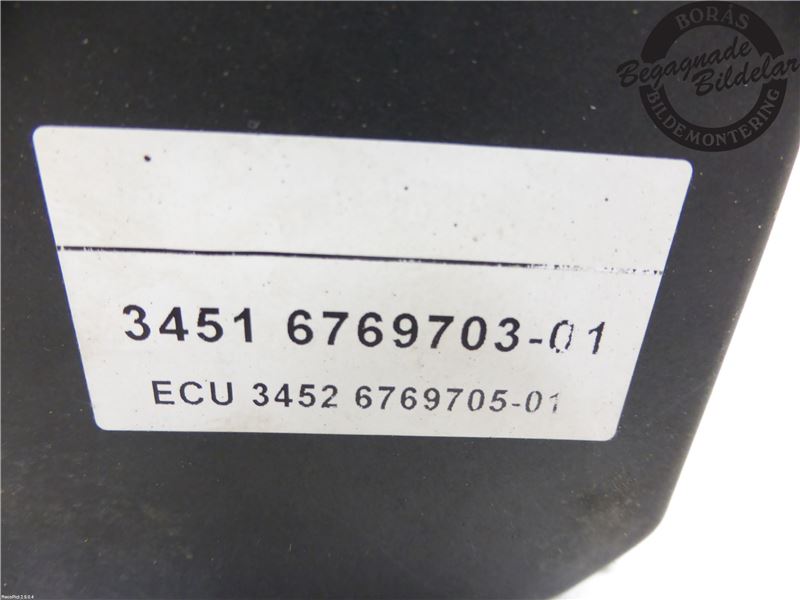 BORÅS
Begagnade
Bildelar
BILDEMONTERING
3451 6769703-01
ECU 3452 6769705-01